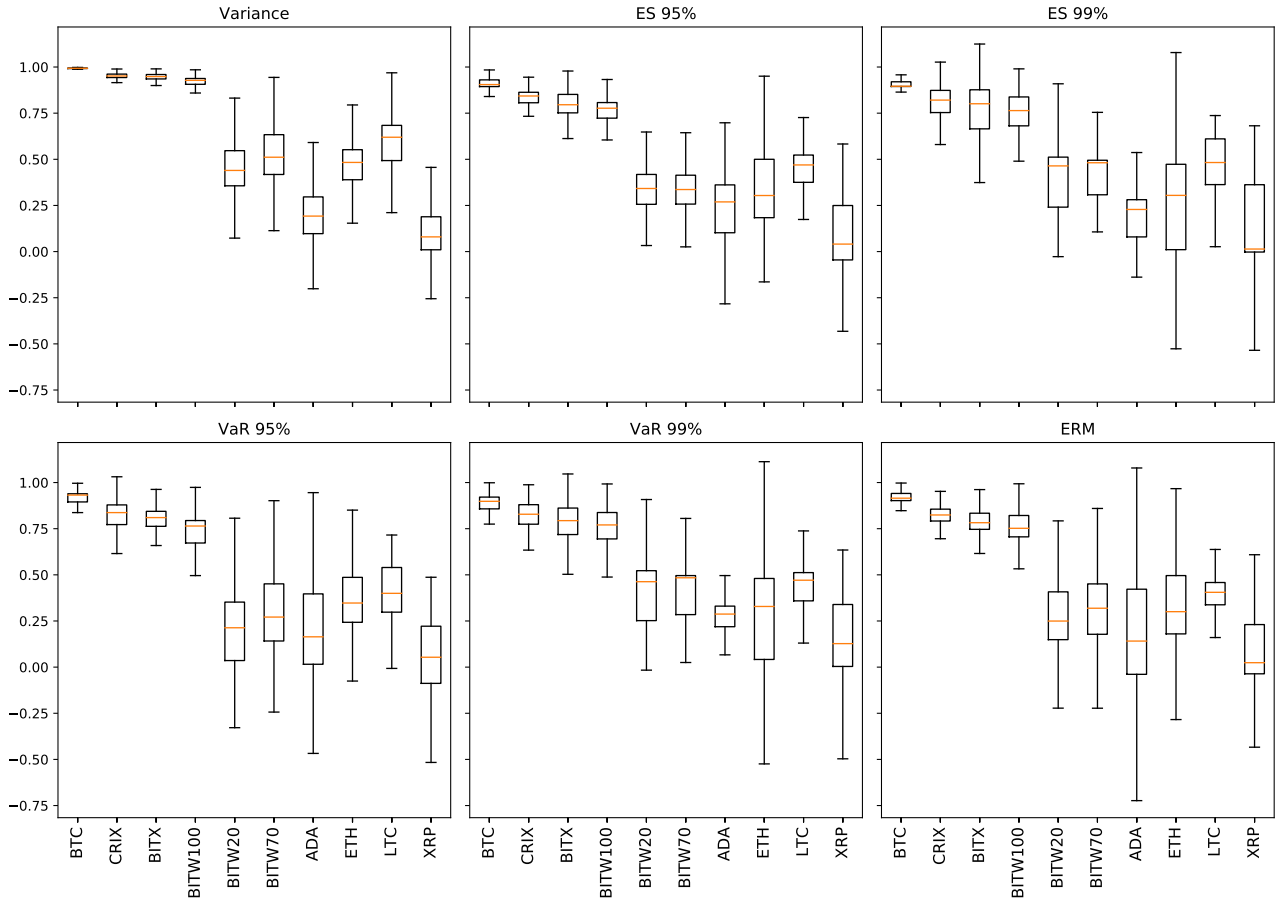 Variance
ES 95%
ES 99%
1.00
0.75
0.50
0.25
0.00
−0.25
−0.50
−0.75
VaR 95%
VaR 99%
ERM
1.00
0.75
0.50
0.25
0.00
−0.25
−0.50
−0.75
BTC
CRIX
BITX
BITW100
BITW20
BITW70
ADA
ETH
LTC
XRP
BTC
CRIX
BITX
BITW100
BITW20
BITW70
ADA
ETH
LTC
XRP
BTC
CRIX
BITX
BITW100
BITW20
BITW70
ADA
ETH
LTC
XRP